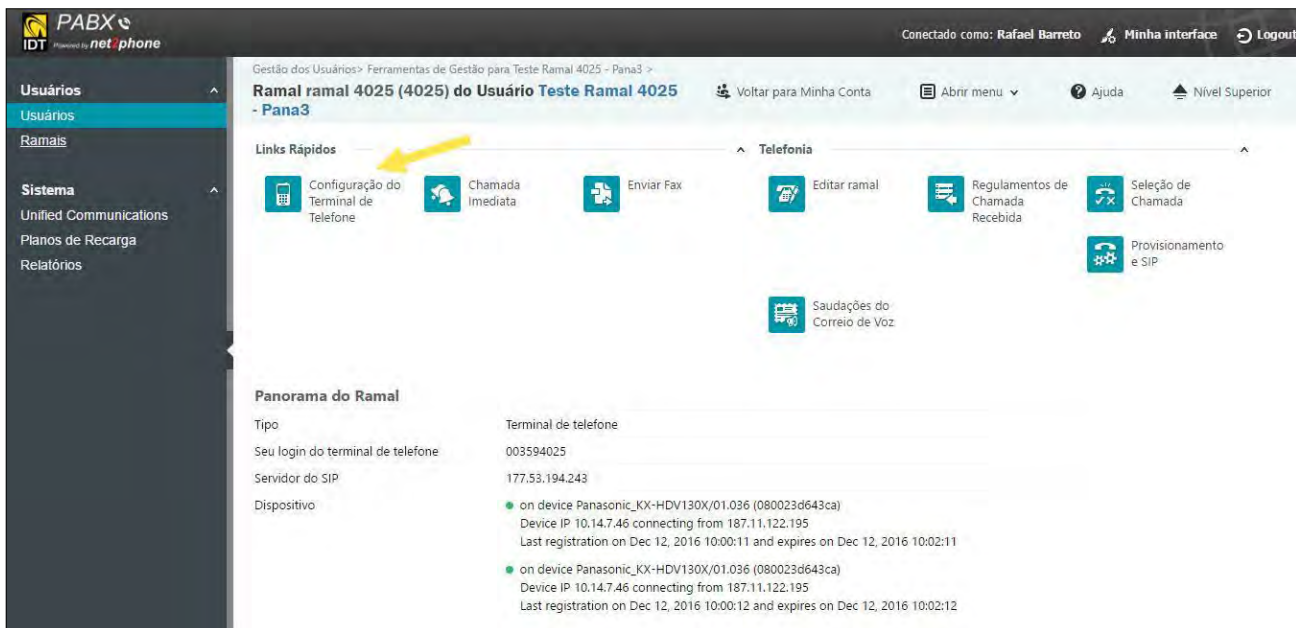 PABX
IDT Powered by net2phone
Conectado como: Rafael Barreto
Minha interface
Logout
Usuários
Usuários
Ramais
Sistema
Unified Communications
Planos de Recarga
Relatórios
Gestão dos Usuários> Ferramentas de Gestão para Teste Ramal 4025 - Pana3 >
Ramal ramal 4025 (4025) do Usuário Teste Ramal 4025
- Pana3
Voltar para Minha Conta
Abrir menu
Ajuda
Nível Superior
Links Rápidos
Configuração do
Terminal de
Telefone
Chamada
Imediata
Enviar Fax
Telefonia
Editar ramal
Regulamentos de
Chamada
Recebida
Seleção de
Chamada
Provisionamento
e SIP
Saudações do
Correio de Voz
Panorama do Ramal
Tipo Terminal de telefone
Seu login do terminal de telefone 003594025
Servidor do SIP 177.53.194.243
Dispositivo on device Panasonic_KX-HDV130X/01.036 (080023d643ca)
Device IP 10.14.7.46 connecting from 187.11.122.195
Last registration on Dec 12, 2016 10:00:11 and expires on Dec 12, 2016 10:02:11
on device Panasonic_KX-HDV130X/01.036 (080023d643ca)
Device IP 10.14.7.46 connecting from 187.11.122.195
Last registration on Dec 12, 2016 10:00:12 and expires on Dec 12, 2016 10:02:12